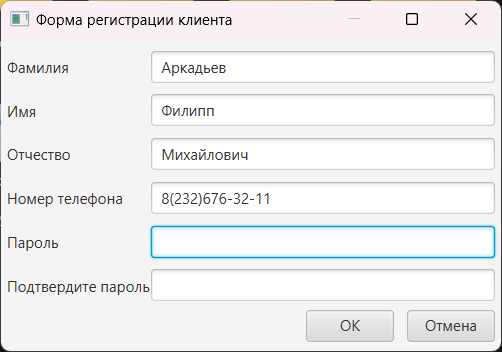 Форма регистрации клиента
Фамилия Аркадьев
Имя Филипп
Отчество Михайлович
Номер телефона 8(232)676-32-11
Пароль
Подтвердите пароль
ОК Отмена